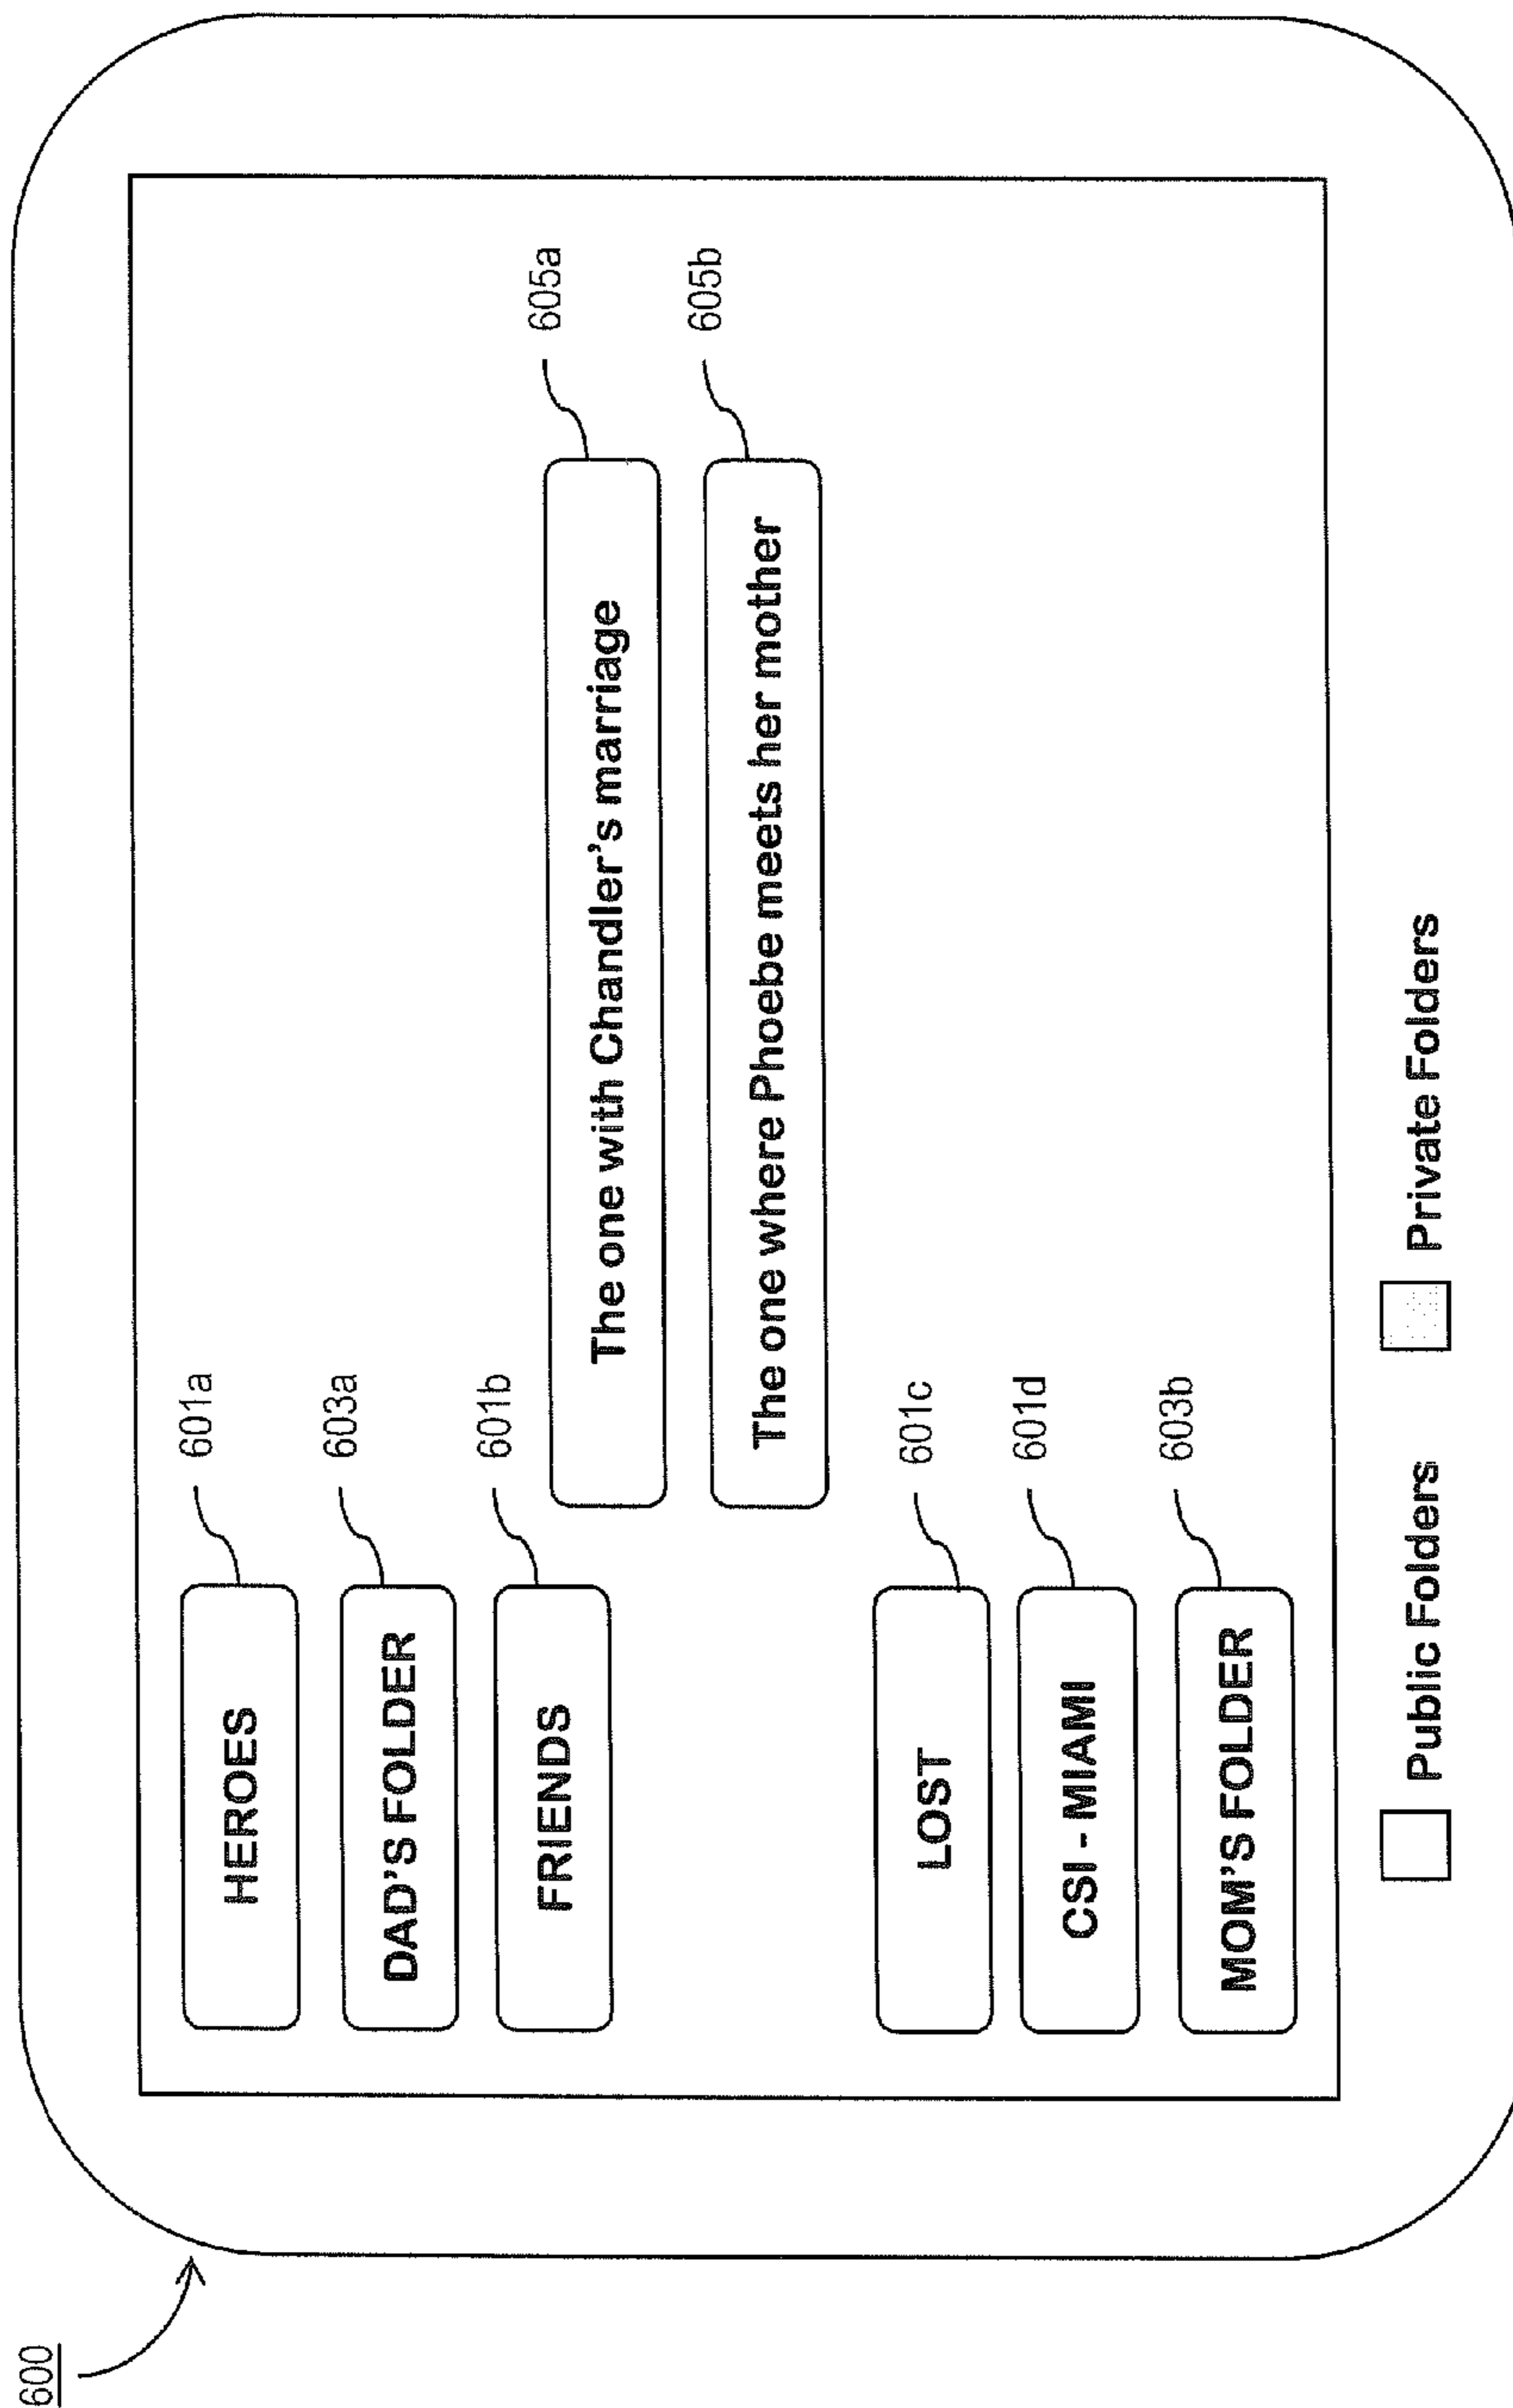 600
HEROES
601a
DAD'S FOLDER
603a
FRIENDS
601b
The one with Chandler's marriage
605a
The one where Phoebe meets her mother
605b
LOST
601c
CSI - MIAMI
601d
MOM'S FOLDER
603b
Public Folders
Private Folders